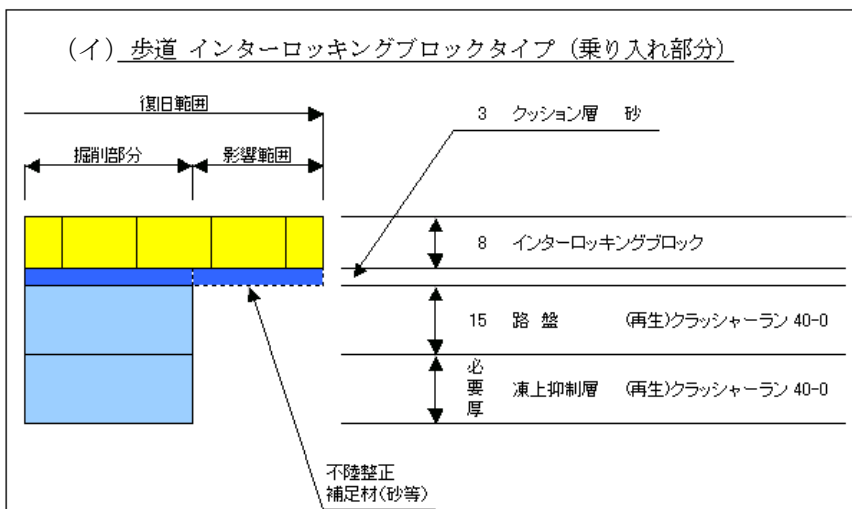 (イ) 歩道 インターロッキングブロックタイプ (乗り入れ部分)
復旧範囲
掘削部分
影響範囲
3 クッション層 砂
8 インターロッキングブロック
15 路盤 (再生)クラッシャーラン 40-0
必要厚 凍上抑制層 (再生)クラッシャーラン 40-0
不陸整正
補足材(砂等)